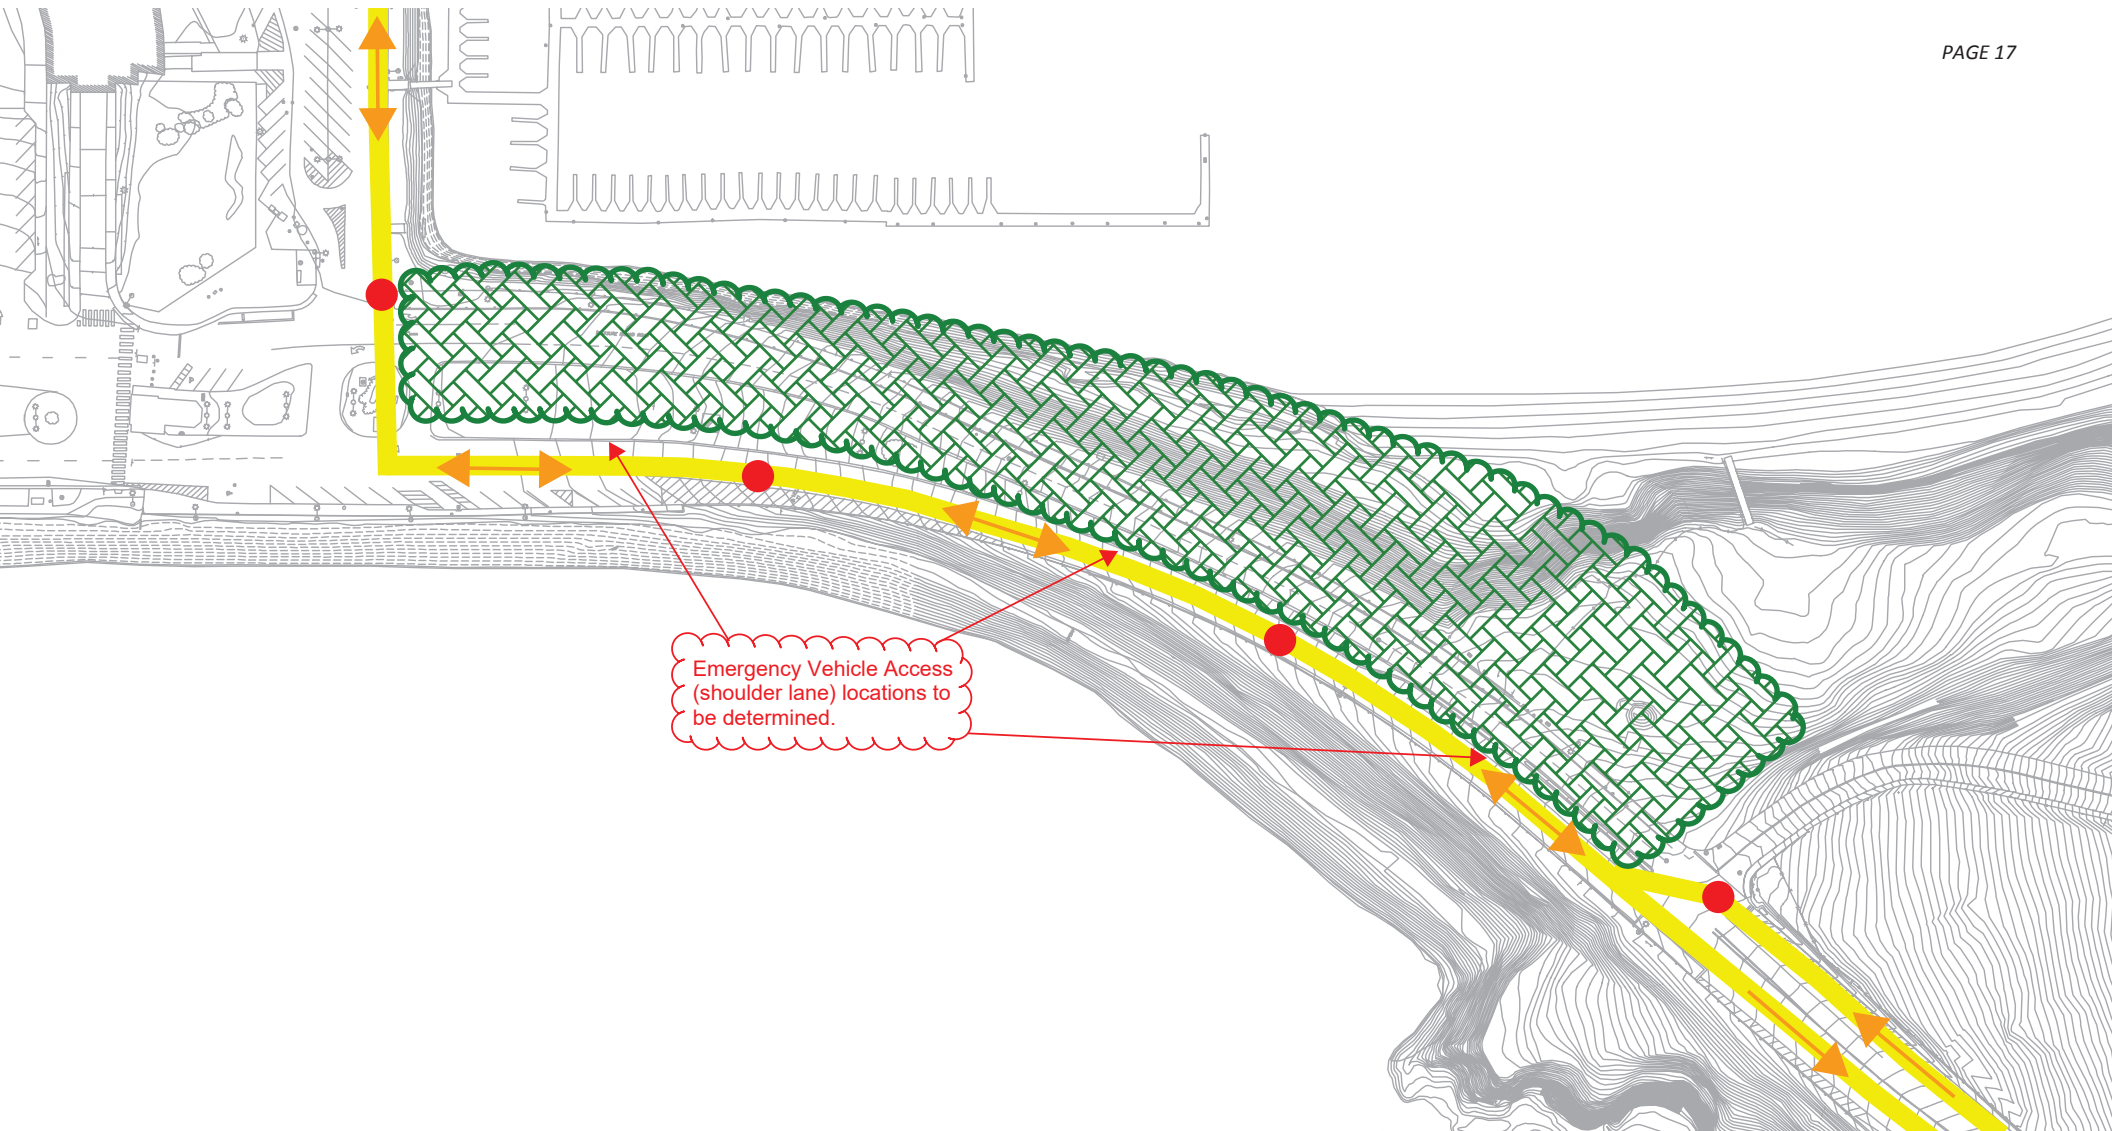 PAGE 17
Emergency Vehicle Access
(shoulder lane) locations to
be determined.